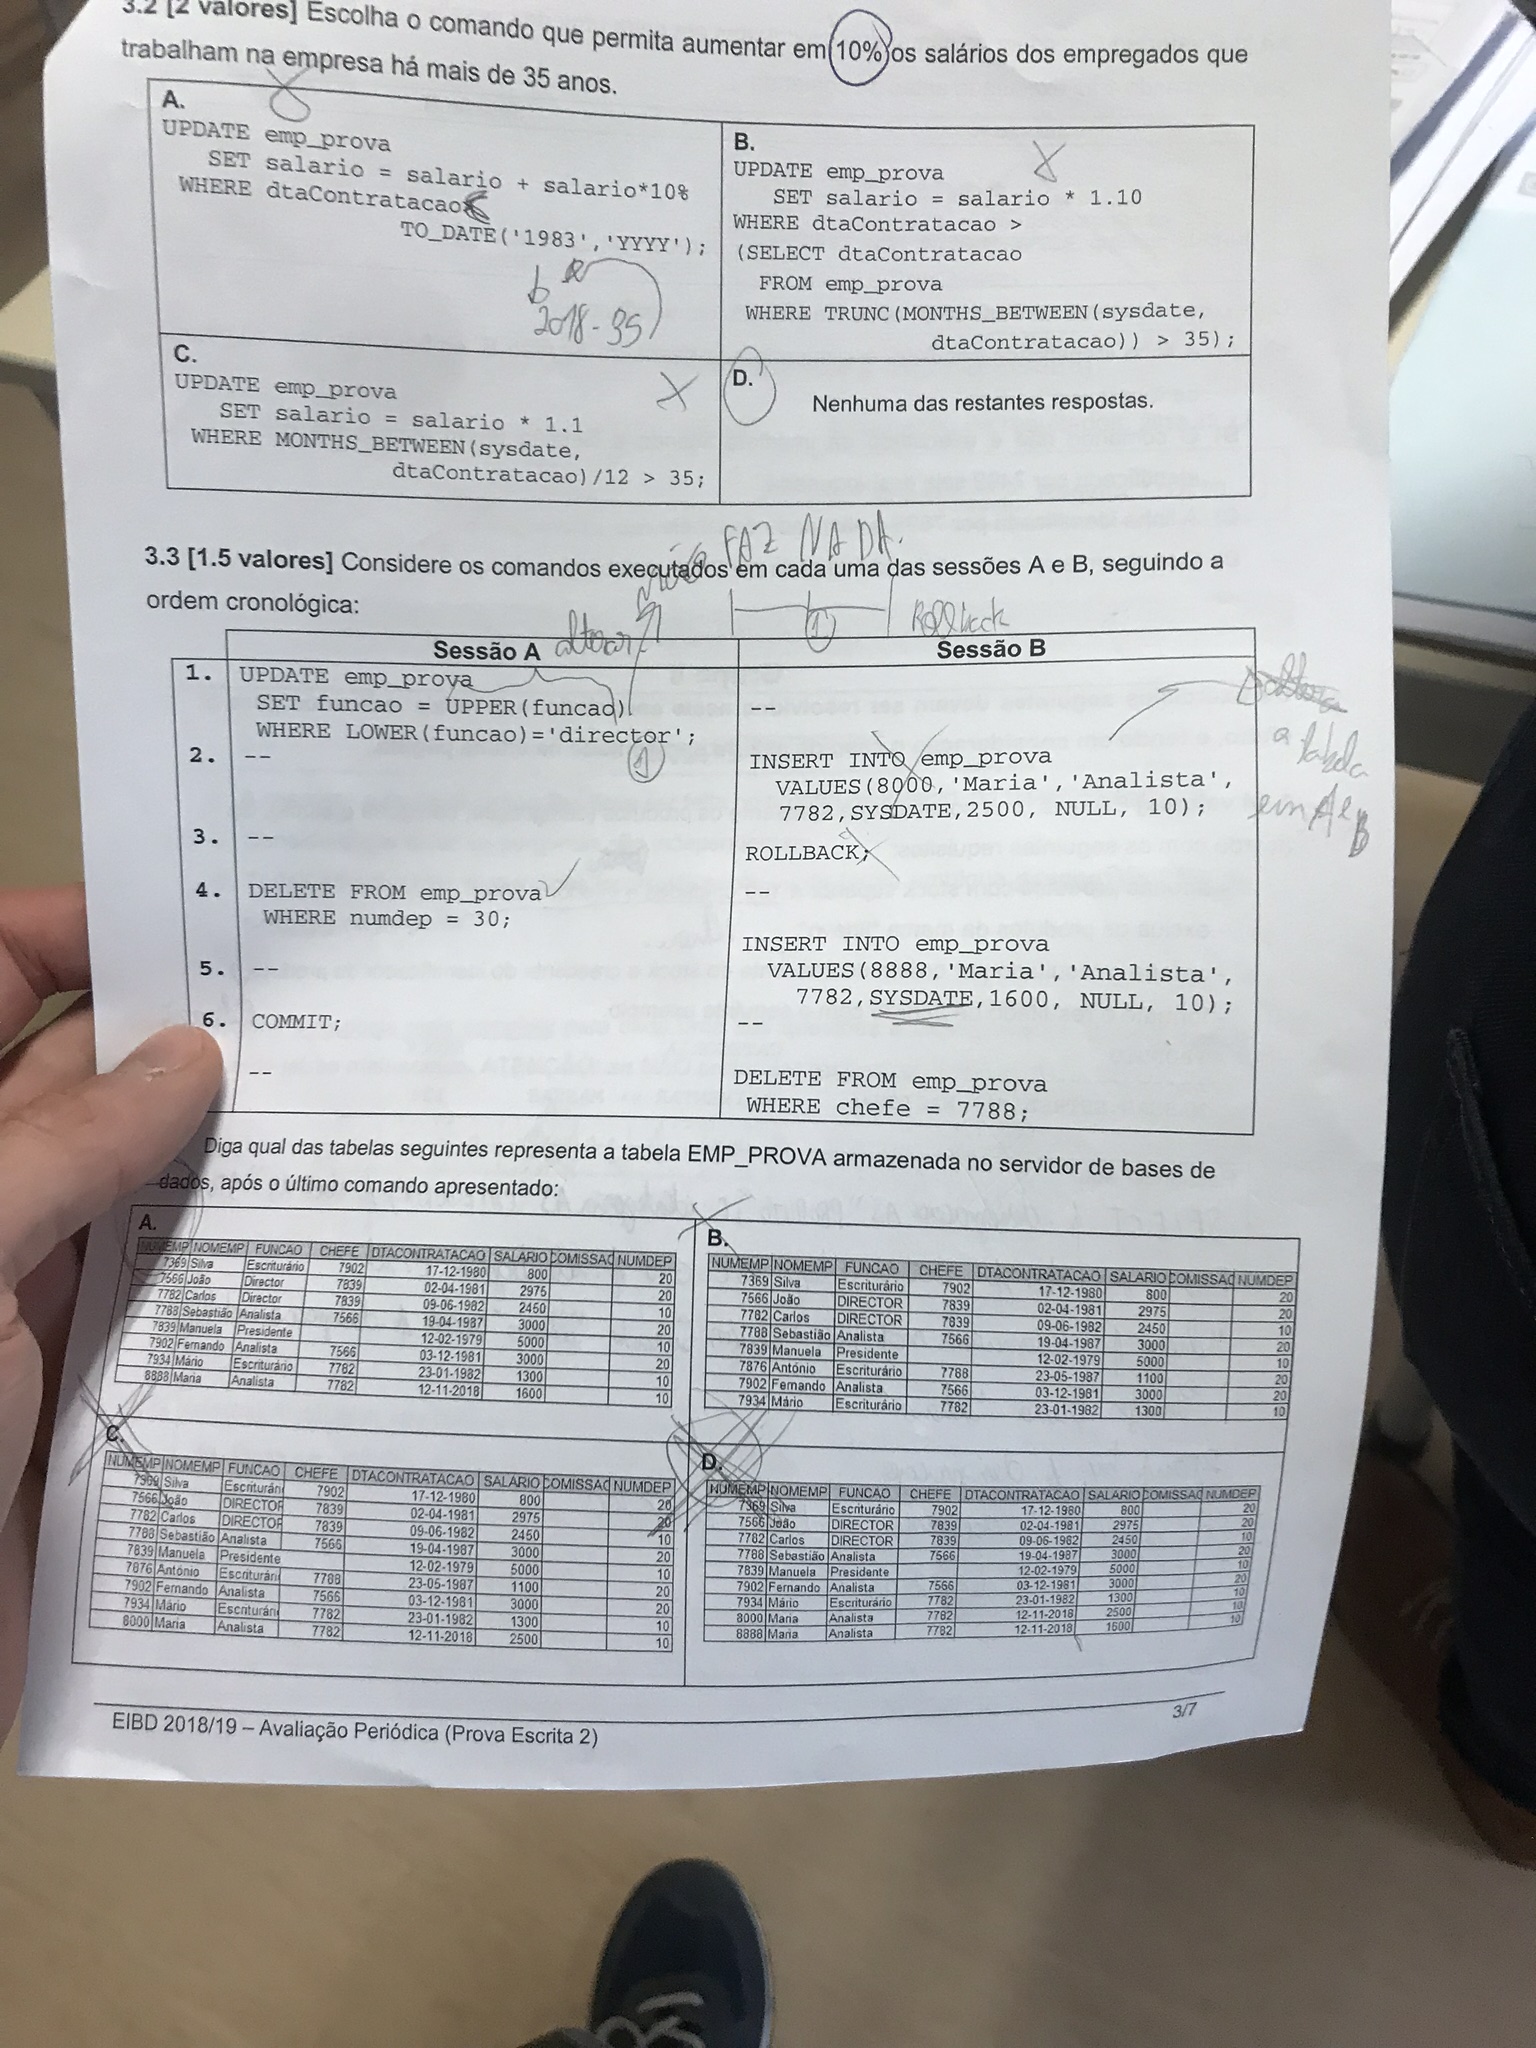 3.2 [2 valores] Escolha o comando que permita aumentar em 10% os salários dos empregados que
trabalham na empresa há mais de 35 anos.
A.
UPDATE emp_prova
SET salario = salario + salario*10%
WHERE dtaContratacao
TO_DATE('1983','YYYY');
2018-35
B.
UPDATE emp_prova
SET salario = salario * 1.10
WHERE dtaContratacao >
(SELECT dtaContratacao
FROM emp_prova
WHERE TRUNC(MONTHS_BETWEEN(sysdate,
dtaContratacao)) > 35);
C.
UPDATE emp_prova
SET salario = salario * 1.1
WHERE MONTHS_BETWEEN(sysdate,
dtaContratacao)/12 > 35;
D.
Nenhuma das restantes respostas.
não FAZ NADA.
3.3 [1.5 valores] Considere os comandos executados em cada uma das sessões A e B, seguindo a
ordem cronológica:
1 Rollback
Sessão A alterar
Sessão B
1. UPDATE emp_prova
SET funcao = UPPER(funcao)
WHERE LOWER(funcao)='director';
--
1
2. --
INSERT INTO emp_prova
VALUES(8000,'Maria','Analista',
7782,SYSDATE,2500, NULL, 10);
a tabela
em A e B
3. --
ROLLBACK;
4. DELETE FROM emp_prova
WHERE numdep = 30;
--
INSERT INTO emp_prova
5. --
VALUES(8888,'Maria','Analista',
7782,SYSDATE,1600, NULL, 10);
6. COMMIT;
--
--
DELETE FROM emp_prova
WHERE chefe = 7788;
Diga qual das tabelas seguintes representa a tabela EMP_PROVA armazenada no servidor de bases de
dados, após o último comando apresentado:
A.
NUMEMP NOMEMP FUNCAO CHEFE DTACONTRATACAO SALARIO COMISSAO NUMDEP
7369 Silva Escriturário 7902 17-12-1980 800 20
7566 João Director 7839 02-04-1981 2975 20
7782 Carlos Director 7839 09-06-1982 2450 10
7788 Sebastião Analista 7566 19-04-1987 3000 20
7839 Manuela Presidente 12-02-1979 5000 10
7902 Fernando Analista 7566 03-12-1981 3000 20
7934 Mário Escriturário 7782 23-01-1982 1300 10
8888 Maria Analista 7782 12-11-2018 1600 10
B.
NUMEMP NOMEMP FUNCAO CHEFE DTACONTRATACAO SALARIO COMISSAO NUMDEP
7369 Silva Escriturário 7902 17-12-1980 800 20
7566 João DIRECTOR 7839 02-04-1981 2975 20
7782 Carlos DIRECTOR 7839 09-06-1982 2450 10
7788 Sebastião Analista 7566 19-04-1987 3000 20
7839 Manuela Presidente 12-02-1979 5000 10
7876 António Escriturário 7788 23-05-1987 1100 20
7902 Fernando Analista 7566 03-12-1981 3000 20
7934 Mário Escriturário 7782 23-01-1982 1300 10
C.
NUMEMP NOMEMP FUNCAO CHEFE DTACONTRATACAO SALARIO COMISSAO NUMDEP
7369 Silva Escriturári 7902 17-12-1980 800 20
7566 João DIRECTOR 7839 02-04-1981 2975 20
7782 Carlos DIRECTOR 7839 09-06-1982 2450 10
7788 Sebastião Analista 7566 19-04-1987 3000 20
7839 Manuela Presidente 12-02-1979 5000 10
7876 António Escriturári 7788 23-05-1987 1100 20
7902 Fernando Analista 7566 03-12-1981 3000 20
7934 Mário Escriturári 7782 23-01-1982 1300 10
8000 Maria Analista 7782 12-11-2018 2500 10
D.
NUMEMP NOMEMP FUNCAO CHEFE DTACONTRATACAO SALARIO COMISSAO NUMDEP
7369 Silva Escriturário 7902 17-12-1980 800 20
7566 João DIRECTOR 7839 02-04-1981 2975 20
7782 Carlos DIRECTOR 7839 09-06-1982 2450 10
7788 Sebastião Analista 7566 19-04-1987 3000 20
7839 Manuela Presidente 12-02-1979 5000 10
7902 Fernando Analista 7566 03-12-1981 3000 20
7934 Mário Escriturário 7782 23-01-1982 1300 10
8000 Maria Analista 7782 12-11-2018 2500 10
8888 Maria Analista 7782 12-11-2018 1600 10
EIBD 2018/19 – Avaliação Periódica (Prova Escrita 2)
3/7